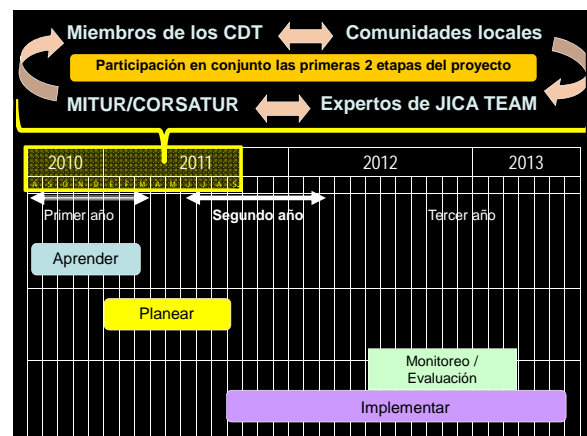 Miembros de los CDT
Comunidades locales
Participación en conjunto las primeras 2 etapas del proyecto
MITUR/CORSATUR
Expertos de JICA TEAM
2010
2011
2012
2013
A S O N D E F M A M J J A S
Primer año
Segundo año
Tercer año
Aprender
Planear
Monitoreo /
Evaluación
Implementar